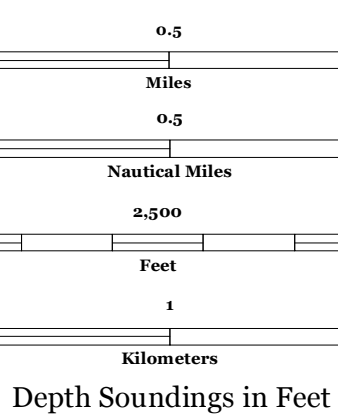 0.5
Miles
0.5
Nautical Miles
2,500
Feet
1
Kilometers
Depth Soundings in Feet